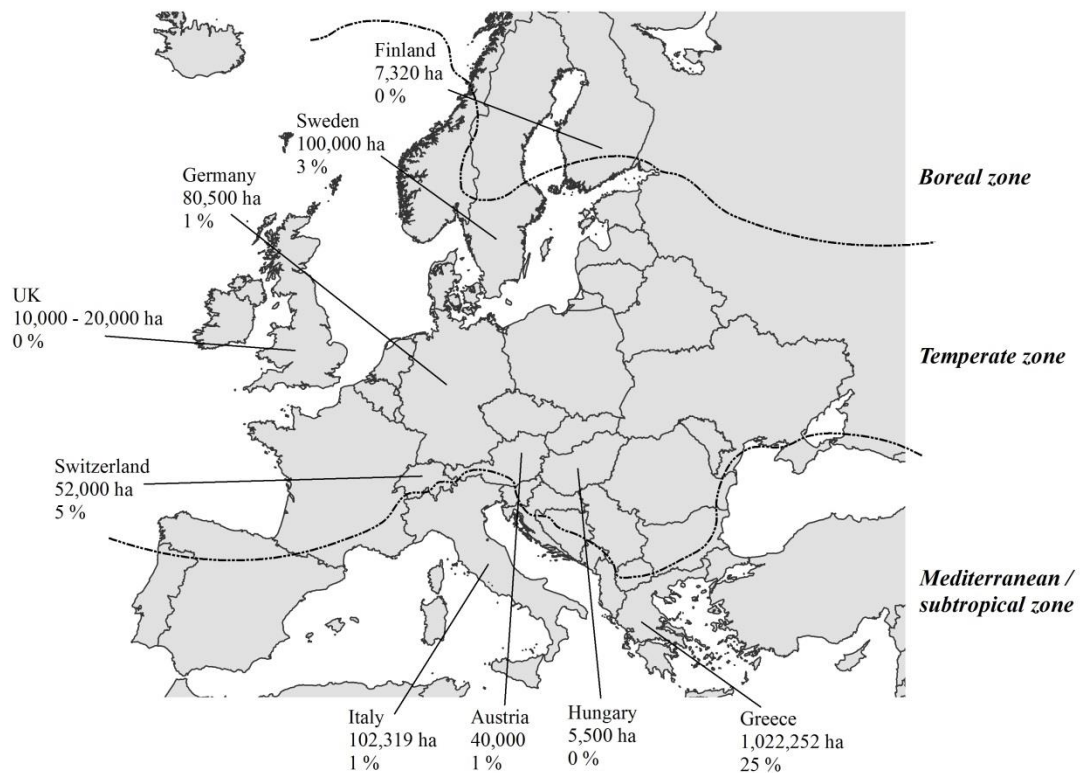 Finland
7,320 ha
0 %
Sweden
100,000 ha
3 %
Germany
80,500 ha
1 %
Boreal zone
UK
10,000 - 20,000 ha
0 %
Temperate zone
Switzerland
52,000 ha
5 %
Mediterranean /
subtropical zone
Italy
102,319 ha
1 %
Austria
40,000
1 %
Hungary
5,500 ha
0 %
Greece
1,022,252 ha
25 %